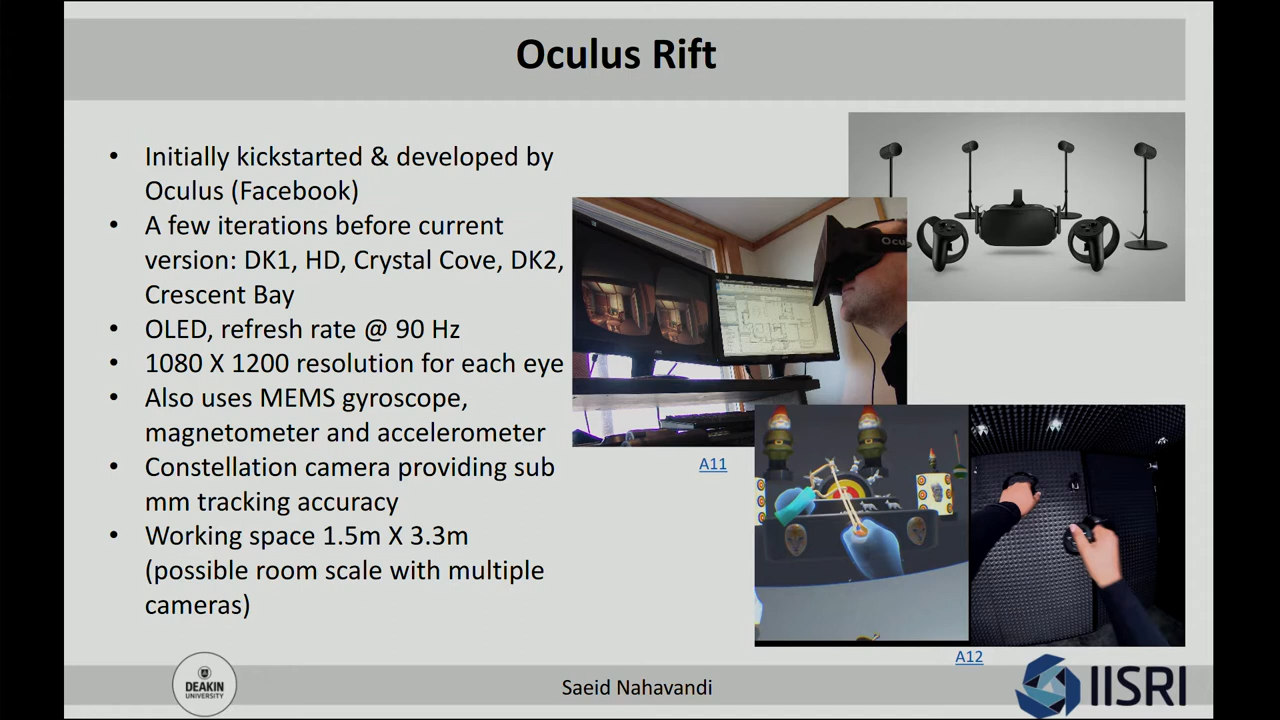 Oculus Rift
• Initially kickstarted & developed by
Oculus (Facebook)
• A few iterations before current
version: DK1, HD, Crystal Cove, DK2,
Crescent Bay
• OLED, refresh rate @ 90 Hz
• 1080 X 1200 resolution for each eye
• Also uses MEMS gyroscope,
magnetometer and accelerometer
• Constellation camera providing sub
mm tracking accuracy
• Working space 1.5m X 3.3m
(possible room scale with multiple
cameras)
Ocu
A11
A12
DEAKIN
UNIVERSITY
Saeid Nahavandi
IISRI